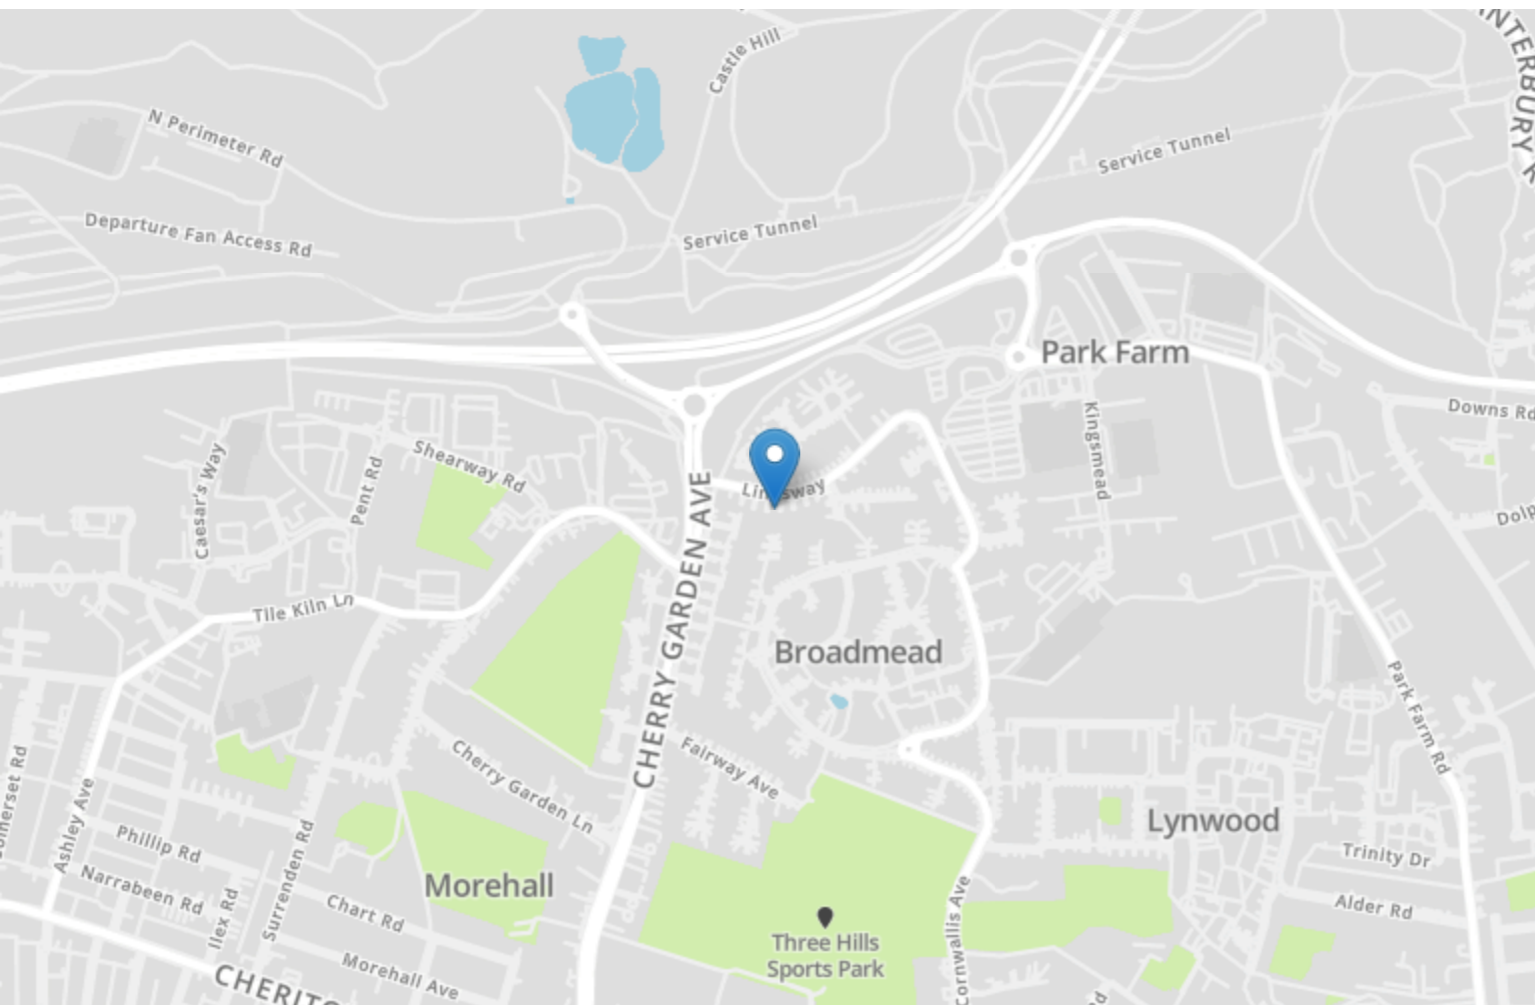 Castle Hill
N Perimeter Rd
Service Tunnel
Departure Fan Access Rd
Service Tunnel
Park Farm
Downs Rd
Kingsmead
Shearway Rd
Caesar's Way
Pent Rd
CHERRY GARDEN AVE
Tile Kiln Ln
Broadmead
Park Farm Rd
Cherry Garden Ln
Fairway Ave
Ashley Ave
Lynwood
Phillip Rd
Trinity Dr
Narrabeen Rd
Ilex Rd
Surrenden Rd
Morehall
Chart Rd
Alder Rd
Cornwallis Ave
Three Hills
Sports Park
Morehall Ave